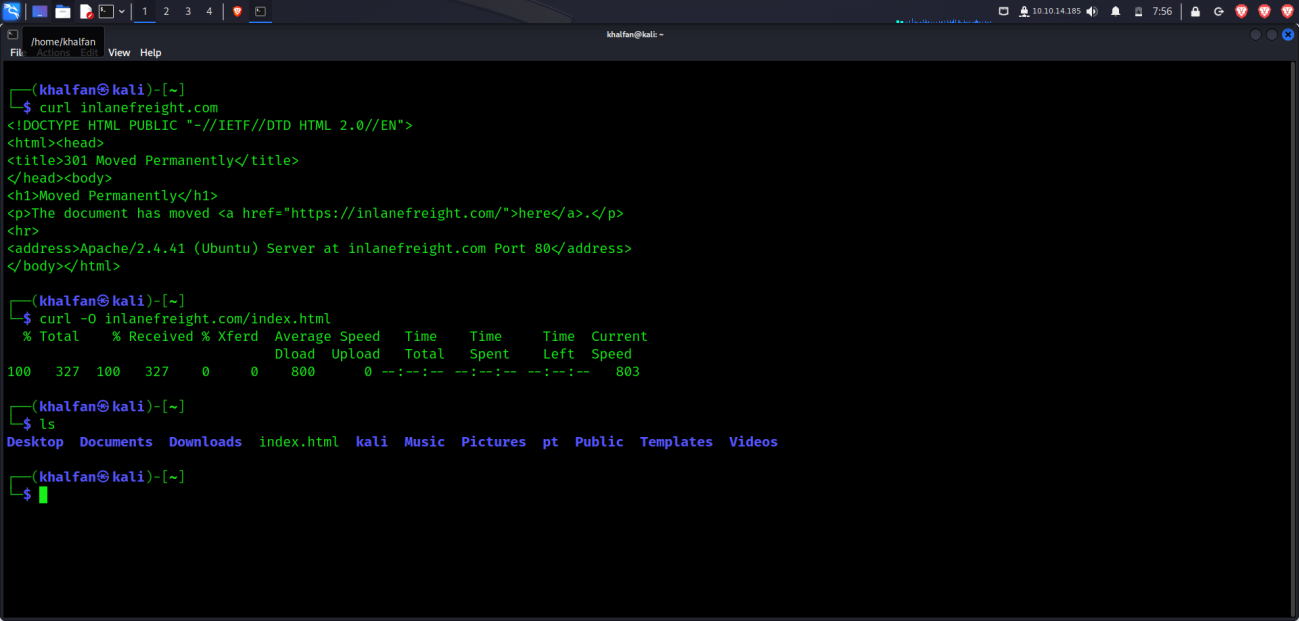 1 2 3 4 10.10.14.185 7:56
khalfan@kali: ~
/home/khalfan
File Actions Edit View Help
┌──(khalfan㉿kali)-[~]
└─$ curl inlanefreight.com
<!DOCTYPE HTML PUBLIC "-//IETF//DTD HTML 2.0//EN">
<html><head>
<title>301 Moved Permanently</title>
</head><body>
<h1>Moved Permanently</h1>
<p>The document has moved <a href="https://inlanefreight.com/">here</a>.</p>
<hr>
<address>Apache/2.4.41 (Ubuntu) Server at inlanefreight.com Port 80</address>
</body></html>
┌──(khalfan㉿kali)-[~]
└─$ curl -O inlanefreight.com/index.html
  % Total    % Received % Xferd  Average Speed   Time    Time     Time  Current
                                 Dload  Upload   Total   Spent    Left  Speed
100   327  100   327    0     0    800      0 --:--:-- --:--:-- --:--:--   803
┌──(khalfan㉿kali)-[~]
└─$ ls
Desktop  Documents  Downloads  index.html  kali  Music  Pictures  pt  Public  Templates  Videos
┌──(khalfan㉿kali)-[~]
└─$